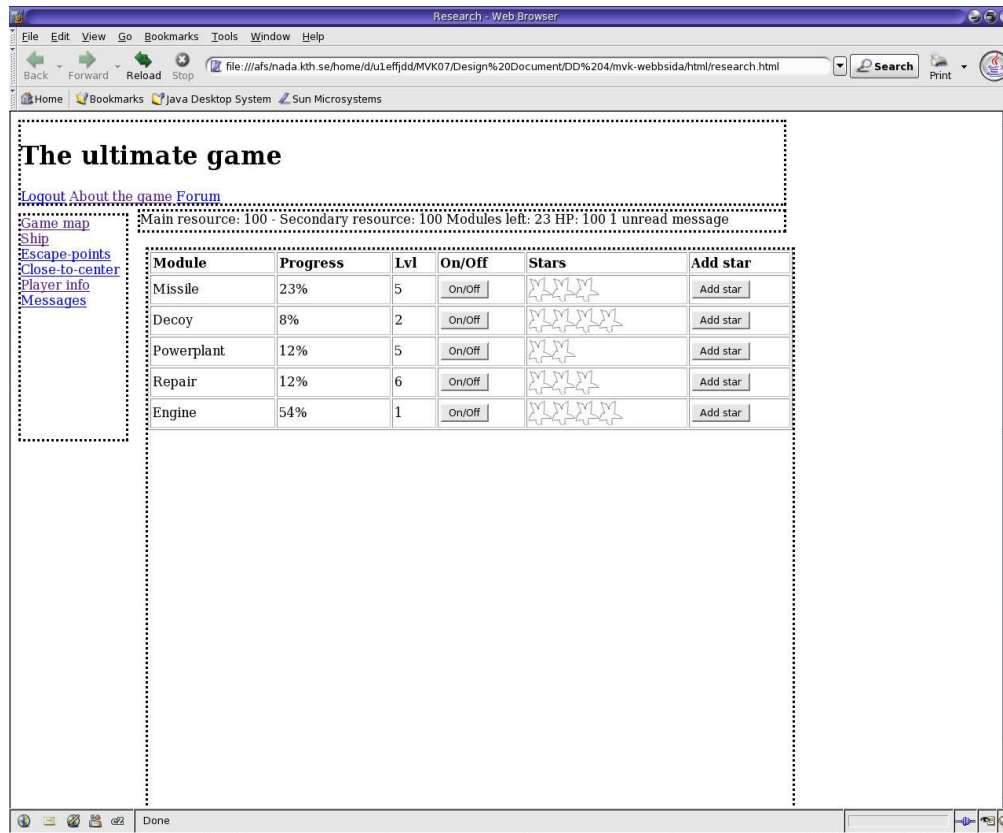 Research - Web Browser
File Edit View Go Bookmarks Tools Window Help
Back Forward Reload Stop file:///afs/nada.kth.se/home/d/u1effjdd/MVK07/Design%20Document/DD%204/mvk-webbsida/html/research.html Search Print
Home Bookmarks Java Desktop System Sun Microsystems
The ultimate game
Logout About the game Forum
Main resource: 100 - Secondary resource: 100 Modules left: 23 HP: 100 1 unread message
Game map
Ship
Escape-points
Close-to-center
Player info
Messages
Module Progress Lvl On/Off Stars Add star
Missile 23% 5 On/Off Add star
Decoy 8% 2 On/Off Add star
Powerplant 12% 5 On/Off Add star
Repair 12% 6 On/Off Add star
Engine 54% 1 On/Off Add star
Done